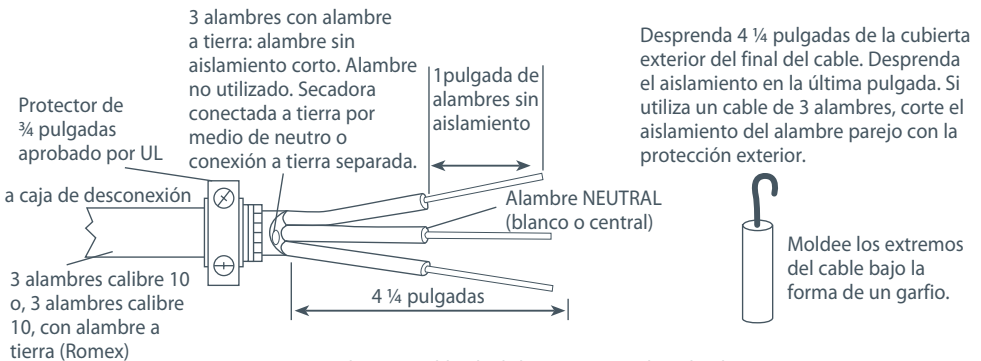 3 alambres con alambre
a tierra: alambre sin
aislamiento corto. Alambre
no utilizado. Secadora
conectada a tierra por
medio de neutro o
conexión a tierra separada.
1pulgada de
alambres sin
aislamiento
Desprenda 4 ¼ pulgadas de la cubierta
exterior del final del cable. Desprenda
el aislamiento en la última pulgada. Si
utiliza un cable de 3 alambres, corte el
aislamiento del alambre parejo con la
protección exterior.
Protector de
¾ pulgadas
aprobado por UL
a caja de desconexión
Alambre NEUTRAL
(blanco o central)
Moldee los extremos
del cable bajo la
forma de un garfio.
3 alambres calibre 10
o, 3 alambres calibre
10, con alambre a
tierra (Romex)
4 ¼ pulgadas